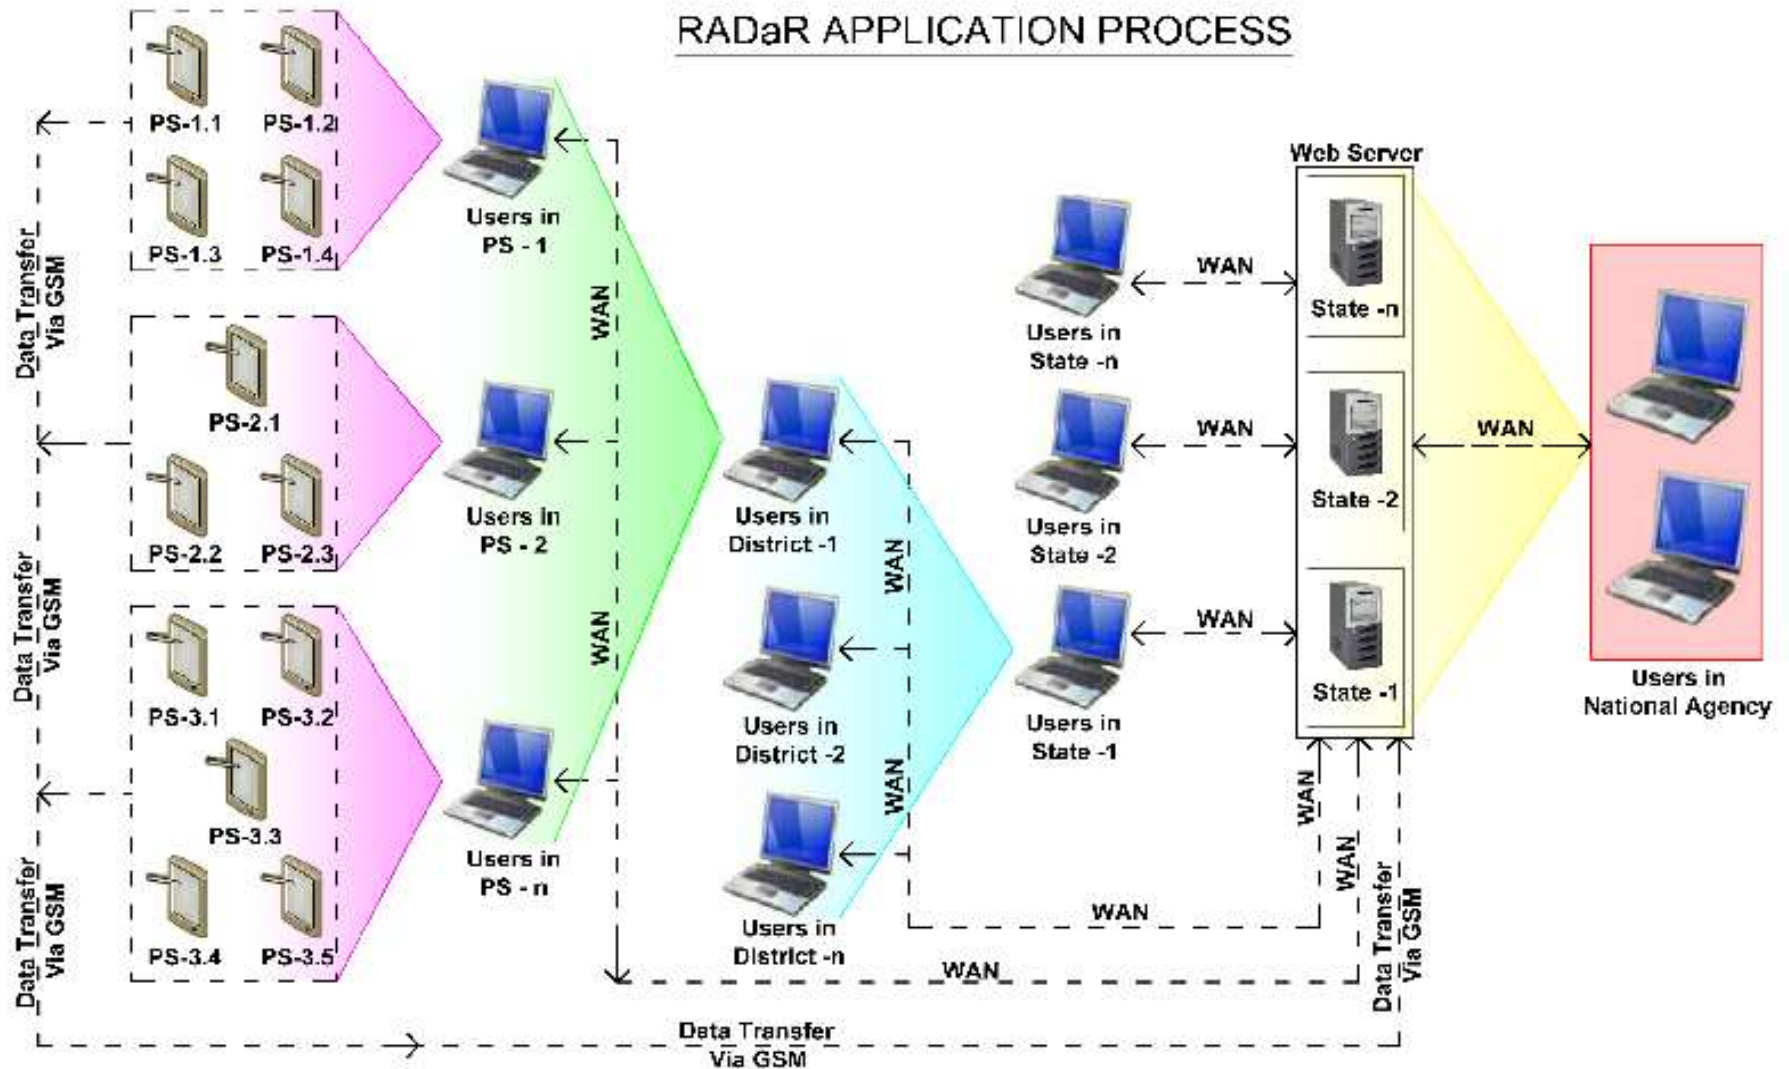 RADaR APPLICATION PROCESS
PS-1.1
PS-1.2
PS-1.3
PS-1.4
Users in
PS - 1
Data Transfer
Via GSM
PS-2.1
PS-2.2
PS-2.3
Users in
PS - 2
Data Transfer
Via GSM
PS-3.1
PS-3.2
PS-3.3
PS-3.4
PS-3.5
Users in
PS - n
Data Transfer
Via GSM
WAN
WAN
Users in
District -1
Users in
District -2
Users in
District -n
WAN
WAN
Users in
State -n
Users in
State -2
Users in
State -1
WAN
WAN
WAN
Web Server
State -n
State -2
State -1
WAN
Users in
National Agency
WAN
WAN
Data Transfer
Via GSM
WAN
WAN
Data Transfer
Via GSM